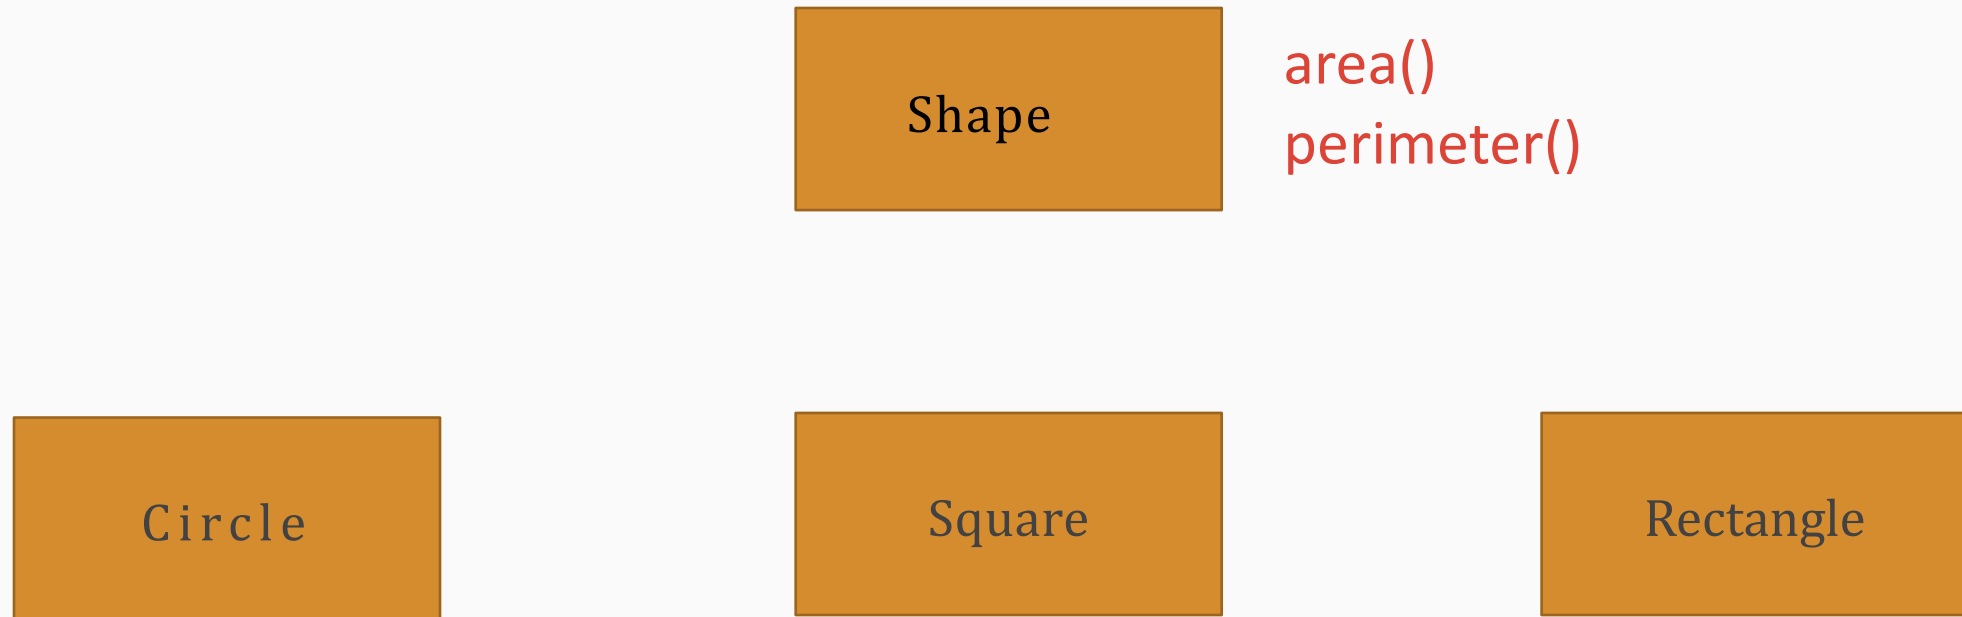 Shape
area()
perimeter()
Circle
Square
Rectangle